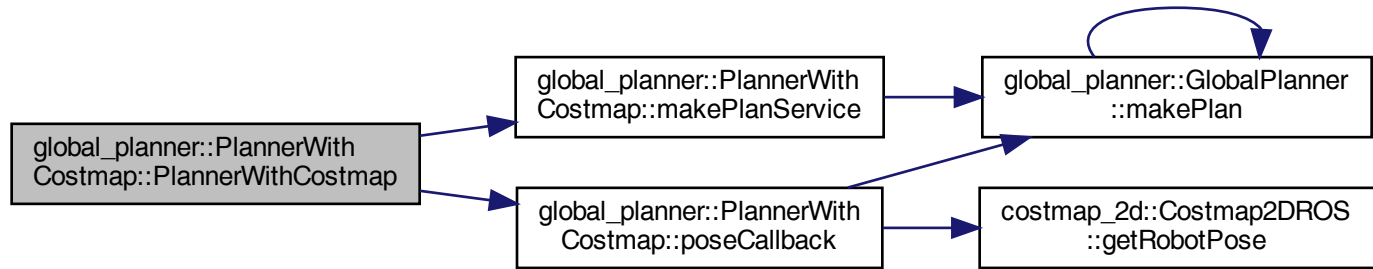 global_planner::PlannerWith
Costmap::PlannerWithCostmap
global_planner::PlannerWith
Costmap::makePlanService
global_planner::PlannerWith
Costmap::poseCallback
global_planner::GlobalPlanner
::makePlan
costmap_2d::Costmap2DROS
::getRobotPose